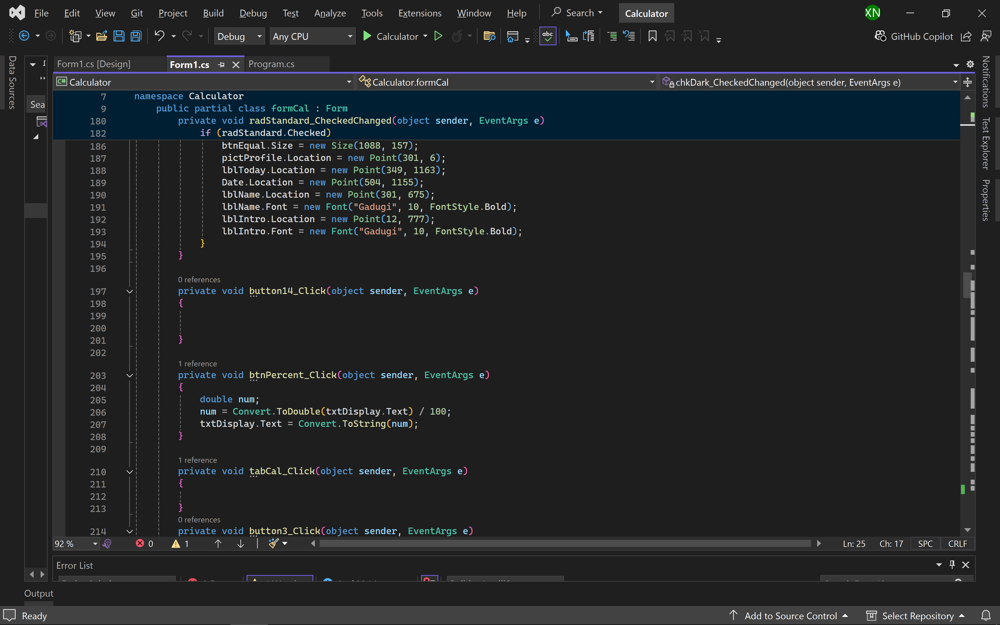 File Edit View Git Project Build Debug Test Analyze Tools Extensions Window Help Search Calculator XN
Debug Any CPU Calculator abc GitHub Copilot
Data Sources
Sea
Form1.cs [Design] Form1.cs Program.cs
C# Calculator Calculator.formCal chkDark_CheckedChanged(object sender, EventArgs e)
7 namespace Calculator
9 public partial class formCal : Form
180 private void radStandard_CheckedChanged(object sender, EventArgs e)
182 if (radStandard.Checked)
186 btnEqual.Size = new Size(1088, 157);
187 pictProfile.Location = new Point(301, 6);
188 lblToday.Location = new Point(349, 1163);
189 Date.Location = new Point(504, 1155);
190 lblName.Location = new Point(301, 675);
191 lblName.Font = new Font("Gadugi", 10, FontStyle.Bold);
192 lblIntro.Location = new Point(12, 777);
193 lblIntro.Font = new Font("Gadugi", 10, FontStyle.Bold);
194 }
195 }
196
0 references
197 private void button14_Click(object sender, EventArgs e)
198 {
199
200
201 }
202
1 reference
203 private void btnPercent_Click(object sender, EventArgs e)
204 {
205 double num;
206 num = Convert.ToDouble(txtDisplay.Text) / 100;
207 txtDisplay.Text = Convert.ToString(num);
208 }
209
1 reference
210 private void tabCal_Click(object sender, EventArgs e)
211 {
212
213 }
0 references
214 private void button3_Click(object sender, EventArgs e)
92 % 0 1 Ln: 25 Ch: 17 SPC CRLF
Notifications
Test Explorer
Properties
Error List
Output
Ready Add to Source Control Select Repository